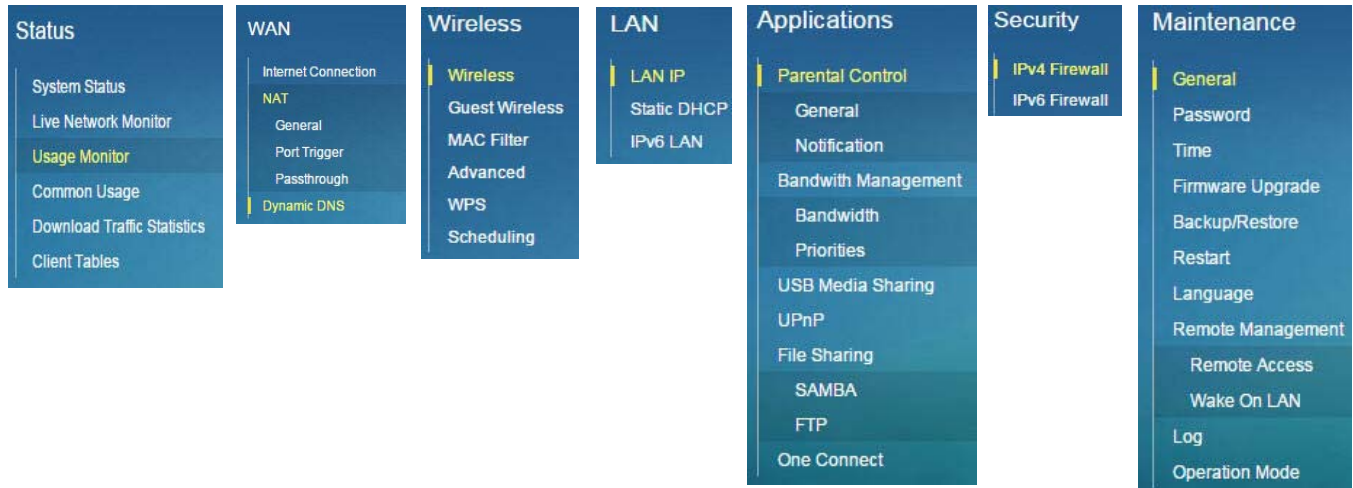 Status
System Status
Live Network Monitor
Usage Monitor
Common Usage
Download Traffic Statistics
Client Tables
WAN
Internet Connection
NAT
General
Port Trigger
Passthrough
Dynamic DNS
Wireless
Wireless
Guest Wireless
MAC Filter
Advanced
WPS
Scheduling
LAN
LAN IP
Static DHCP
IPv6 LAN
Applications
Parental Control
General
Notification
Bandwith Management
Bandwidth
Priorities
USB Media Sharing
UPnP
File Sharing
SAMBA
FTP
One Connect
Security
IPv4 Firewall
IPv6 Firewall
Maintenance
General
Password
Time
Firmware Upgrade
Backup/Restore
Restart
Language
Remote Management
Remote Access
Wake On LAN
Log
Operation Mode